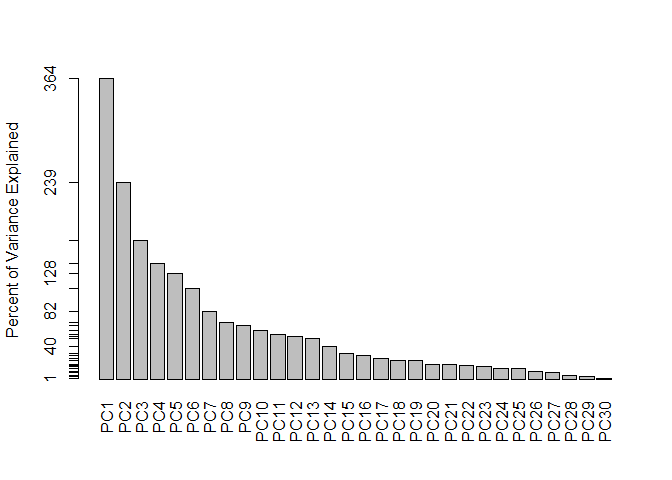 Percent of Variance Explained
364
239
128
82
40
1
PC1
PC2
PC3
PC4
PC5
PC6
PC7
PC8
PC9
PC10
PC11
PC12
PC13
PC14
PC15
PC16
PC17
PC18
PC19
PC20
PC21
PC22
PC23
PC24
PC25
PC26
PC27
PC28
PC29
PC30